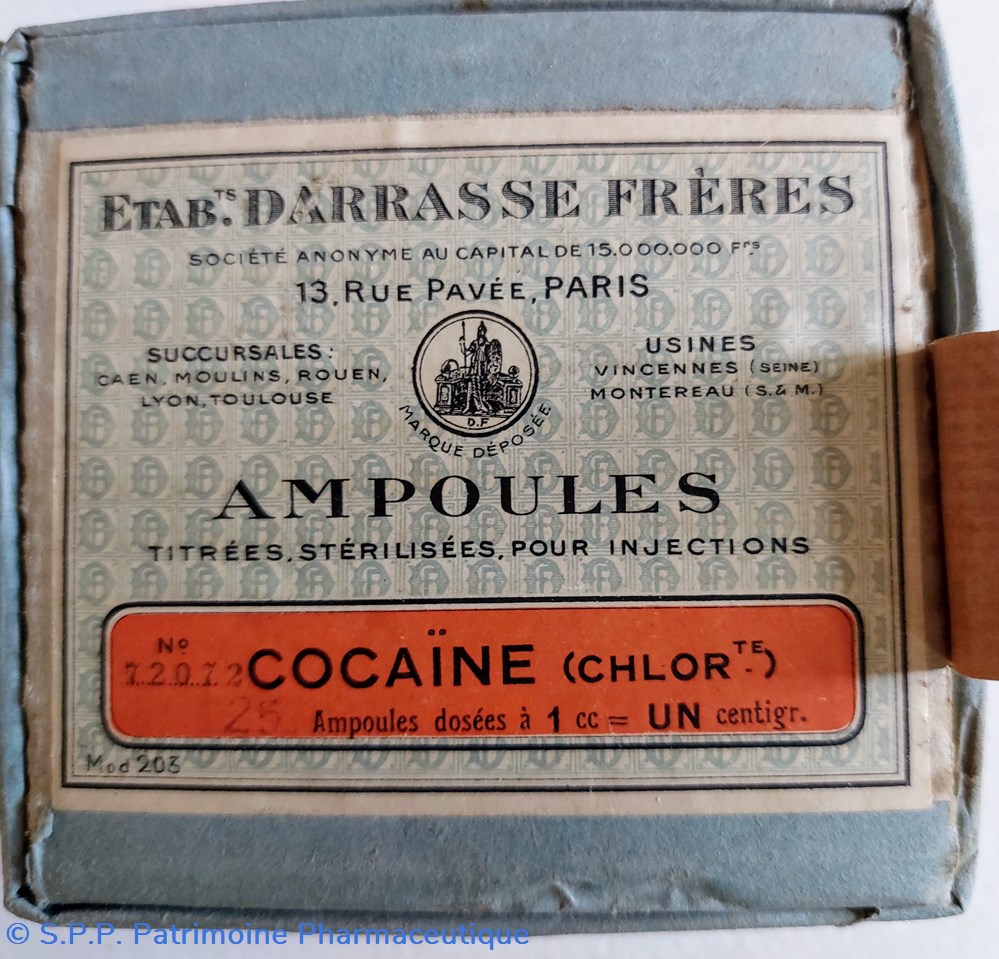 ETAB.TS DARRASSE FRÈRES
SOCIÉTÉ ANONYME AU CAPITAL DE 15.000.000 Frs.
13, RUE PAVÉE, PARIS
SUCCURSALES:
CAEN, MOULINS, ROUEN,
LYON, TOULOUSE
USINES
VINCENNES (SEINE)
MONTEREAU (S.& M.)
D.F
MARQUE DÉPOSÉE
AMPOULES
TITRÉES, STÉRILISÉES, POUR INJECTIONS
No
72072
COCAÏNE (CHLORTE)
25 Ampoules dosées à 1 cc = UN centigr.
Mod 203
© S.P.P. Patrimoine Pharmaceutique